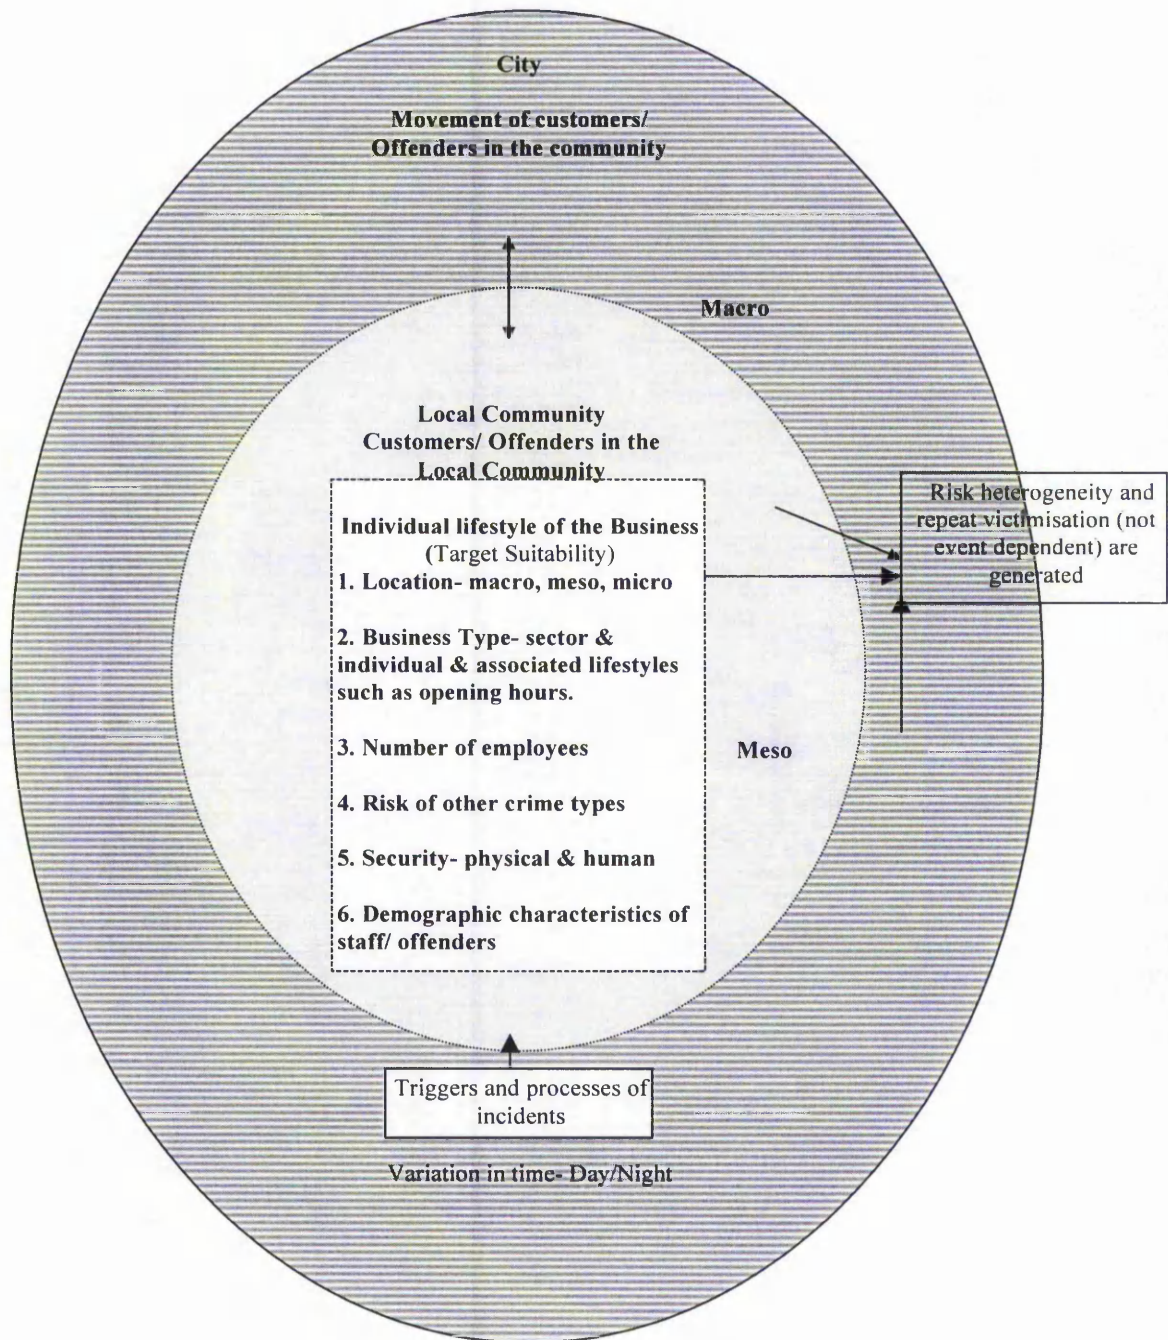 City
Movement of customers/
Offenders in the community
Macro
Local Community
Customers/ Offenders in the
Local Community
Individual lifestyle of the Business
(Target Suitability)
1. Location- macro, meso, micro
2. Business Type- sector &
individual & associated lifestyles
such as opening hours.
3. Number of employees
4. Risk of other crime types
5. Security- physical & human
6. Demographic characteristics of
staff/ offenders
Risk heterogeneity and
repeat victimisation (not
event dependent) are
generated
Meso
Triggers and processes of
incidents
Variation in time- Day/Night